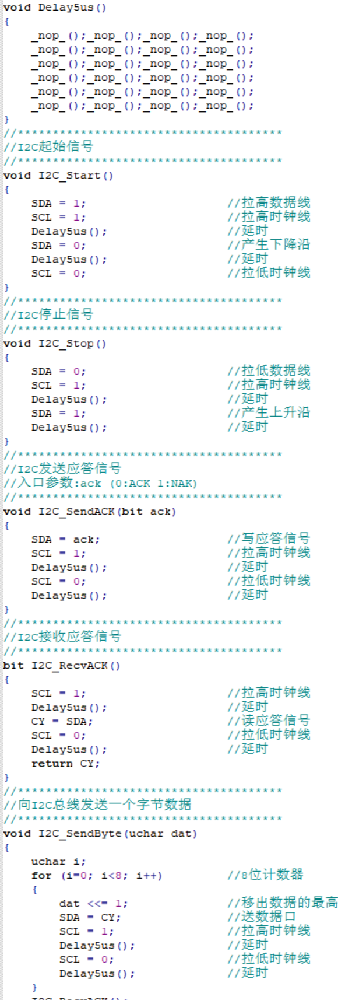 void Delay5us()
{
    _nop_();_nop_();_nop_();_nop_();
    _nop_();_nop_();_nop_();_nop_();
    _nop_();_nop_();_nop_();_nop_();
    _nop_();_nop_();_nop_();_nop_();
    _nop_();_nop_();_nop_();_nop_();
    _nop_();_nop_();_nop_();_nop_();
}
//**************************************
//I2C起始信号
//**************************************
void I2C_Start()
{
    SDA = 1;                    //拉高数据线
    SCL = 1;                    //拉高时钟线
    Delay5us();                 //延时
    SDA = 0;                    //产生下降沿
    Delay5us();                 //延时
    SCL = 0;                    //拉低时钟线
}
//**************************************
//I2C停止信号
//**************************************
void I2C_Stop()
{
    SDA = 0;                    //拉低数据线
    SCL = 1;                    //拉高时钟线
    Delay5us();                 //延时
    SDA = 1;                    //产生上升沿
    Delay5us();                 //延时
}
//**************************************
//I2C发送应答信号
//入口参数:ack (0:ACK 1:NAK)
//**************************************
void I2C_SendACK(bit ack)
{
    SDA = ack;                  //写应答信号
    SCL = 1;                    //拉高时钟线
    Delay5us();                 //延时
    SCL = 0;                    //拉低时钟线
    Delay5us();                 //延时
}
//**************************************
//I2C接收应答信号
//**************************************
bit I2C_RecvACK()
{
    SCL = 1;                    //拉高时钟线
    Delay5us();                 //延时
    CY = SDA;                   //读应答信号
    SCL = 0;                    //拉低时钟线
    Delay5us();                 //延时
    return CY;
}
//**************************************
//向I2C总线发送一个字节数据
//**************************************
void I2C_SendByte(uchar dat)
{
    uchar i;
    for (i=0; i<8; i++)         //8位计数器
    {
        dat <<= 1;              //移出数据的最高
        SDA = CY;               //送数据口
        SCL = 1;                //拉高时钟线
        Delay5us();             //延时
        SCL = 0;                //拉低时钟线
        Delay5us();             //延时
    }